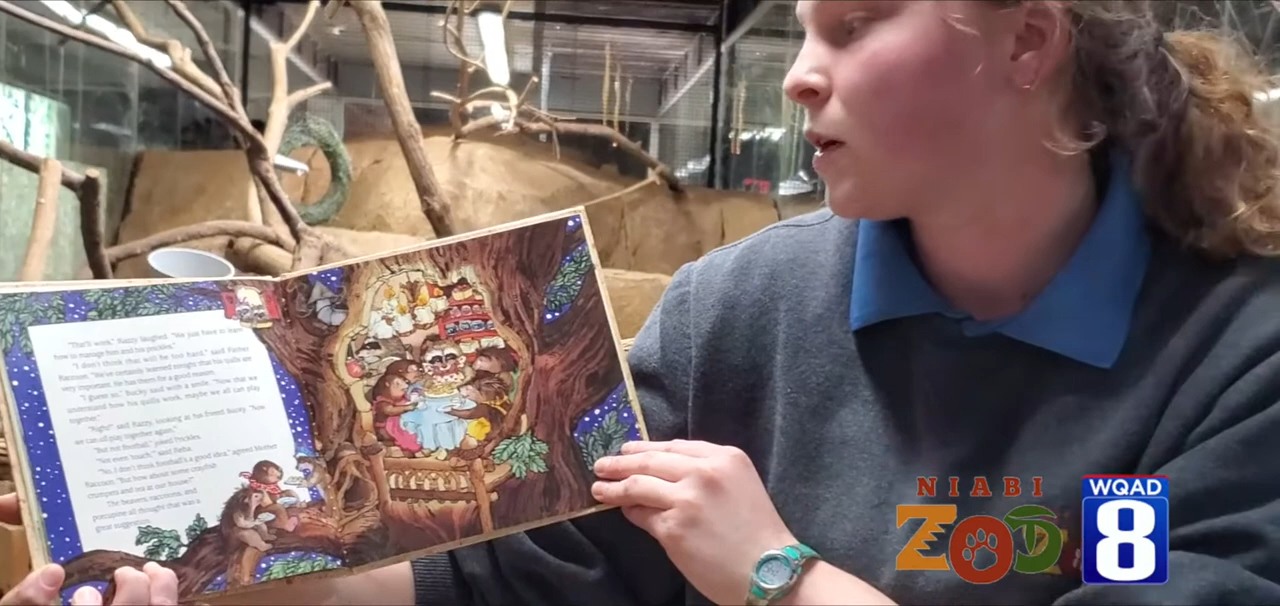 "That'll work," Razzy laughed. "We just have to learn
how to manage him and his prickles."
"I don't think that will be too hard," said Father
Raccoon. "We've certainly learned tonight that his quills are
very important. He has them for a good reason."
"I guess so," Bucky said with a smile. "Now that we
understand how his quills work, maybe we all can play
together."
"Right!" said Razzy, looking at his friend Bucky. "Now
we can all play together again."
"But not football," joked Prickles.
"Not even 'touch,'" said
"No, I don't think football's a good idea," agreed Mother
Raccoon. "But how about some crayfish
crumpets and tea at our house?"
The beavers, raccoons, and
porcupine all thought that was a
great suggestion.
NIABI
ZOO
WQAD
8